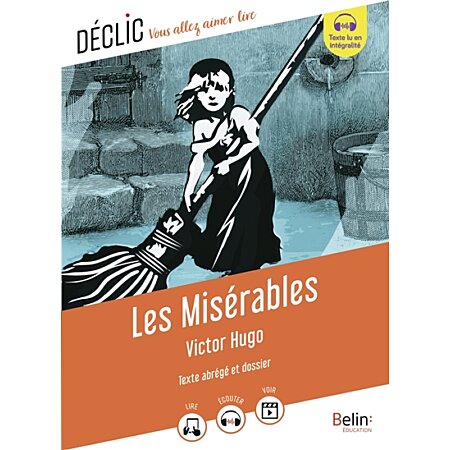 DÉCLIC Vous allez aimer lire
Texte lu en
intégralité
Les Misérables
Victor Hugo
Texte abrégé et dossier
LIRE
ÉCOUTER
VOIR
Belin:
ÉDUCATION